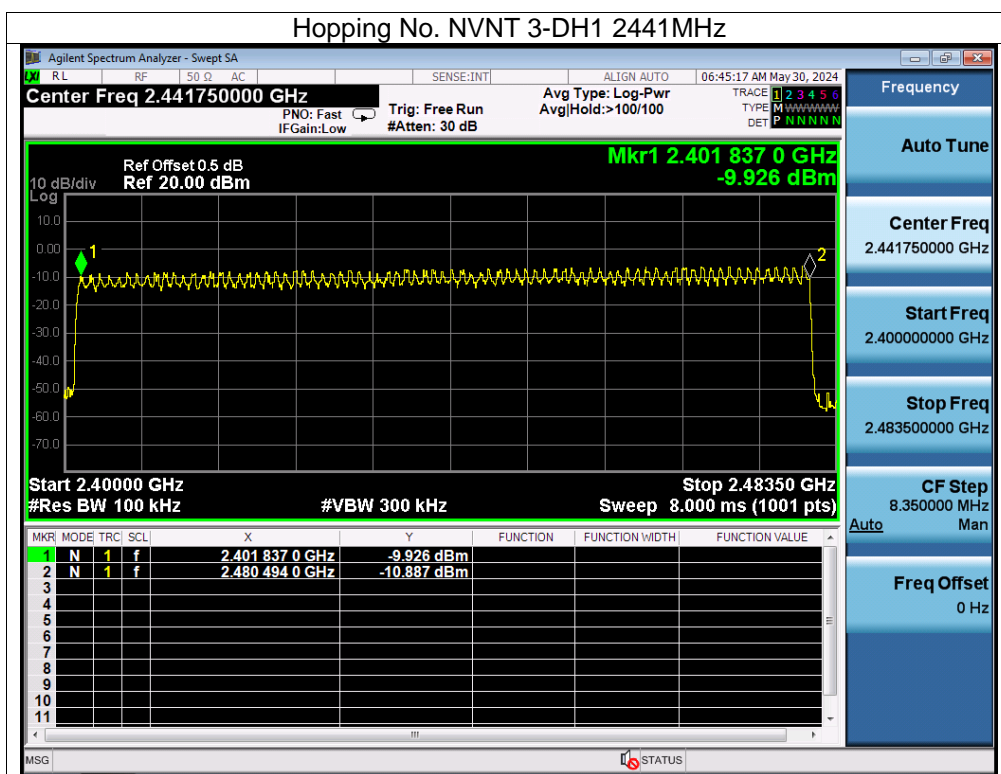 Hopping No. NVNT 3-DH1 2441MHz
Agilent Spectrum Analyzer - Swept SA
LXI RL RF 50 Ω AC SENSE:INT ALIGN AUTO 06:45:17 AM May 30, 2024
Center Freq 2.441750000 GHz
PNO: Fast
IFGain:Low
Trig: Free Run
#Atten: 30 dB
Avg Type: Log-Pwr
Avg|Hold:>100/100
TRACE 1 2 3 4 5 6
TYPE M W W W W W
DET P N N N N N
Frequency
Auto Tune
Center Freq
2.441750000 GHz
Start Freq
2.400000000 GHz
Stop Freq
2.483500000 GHz
CF Step
8.350000 MHz
Auto Man
Freq Offset
0 Hz
Mkr1 2.401 837 0 GHz
-9.926 dBm
Ref Offset 0.5 dB
10 dB/div Ref 20.00 dBm
Log
10.0
0.00
-10.0
-20.0
-30.0
-40.0
-50.0
-60.0
-70.0
1
2
Start 2.40000 GHz Stop 2.48350 GHz
#Res BW 100 kHz #VBW 300 kHz Sweep 8.000 ms (1001 pts)
MKR MODE TRC SCL X Y FUNCTION FUNCTION WIDTH FUNCTION VALUE
1 N 1 f 2.401 837 0 GHz -9.926 dBm
2 N 1 f 2.480 494 0 GHz -10.887 dBm
3
4
5
6
7
8
9
10
11
MSG STATUS